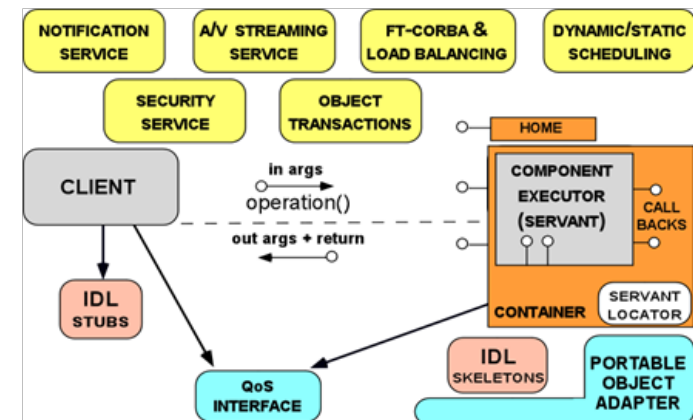 NOTIFICATION
SERVICE
A/V STREAMING
SERVICE
FT-CORBA &
LOAD BALANCING
DYNAMIC/STATIC
SCHEDULING
SECURITY
SERVICE
OBJECT
TRANSACTIONS
HOME
CLIENT
in args
operation()
out args + return
COMPONENT
EXECUTOR
(SERVANT)
CALL
BACKS
CONTAINER
SERVANT
LOCATOR
IDL
STUBS
QoS
INTERFACE
IDL
SKELETONS
PORTABLE
OBJECT
ADAPTER